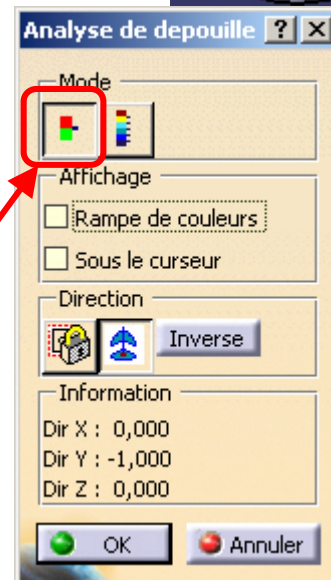 Analyse de depouille
Mode
Affichage
Rampe de couleurs
Sous le curseur
Direction
Inverse
Information
Dir X : 0,000
Dir Y : -1,000
Dir Z : 0,000
OK Annuler